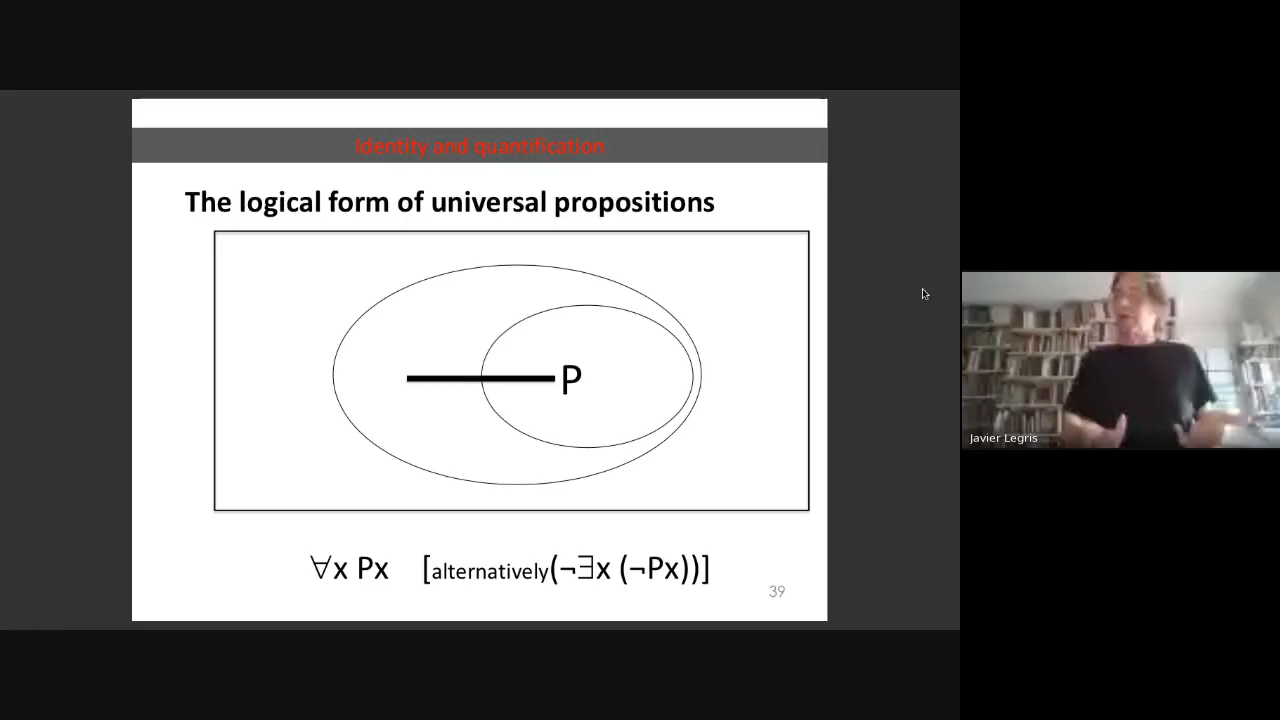 Identity and quantification
The logical form of universal propositions
P
∀x Px [alternatively(¬∃x (¬Px))]
39
Javier Legris